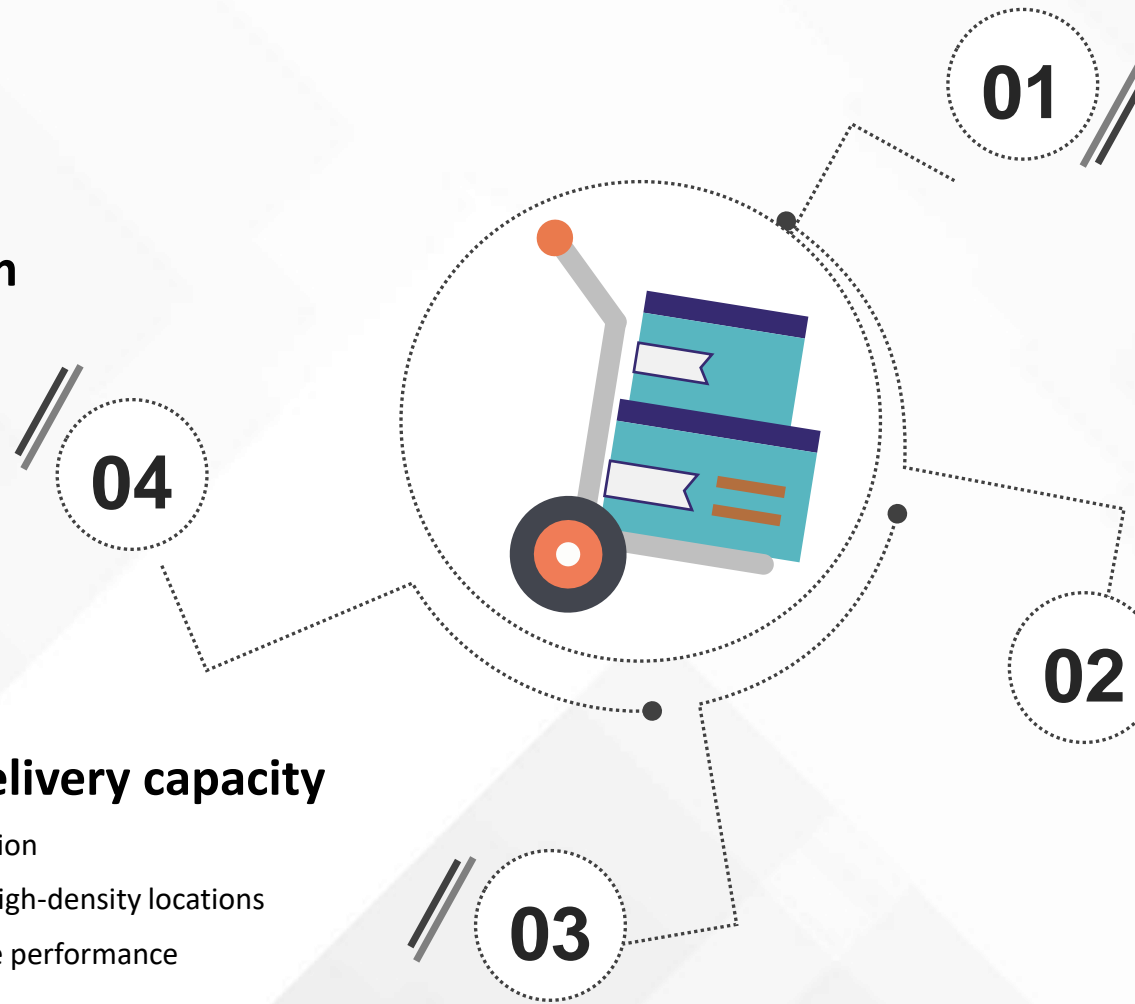 01
04
02
elivery capacity
ion
igh-density locations
e performance
03